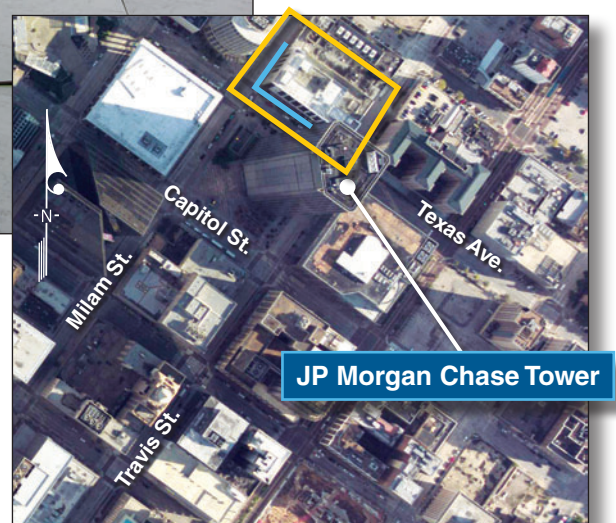 -N-
Capitol St.
Texas Ave.
Milam St.
JP Morgan Chase Tower
Travis St.